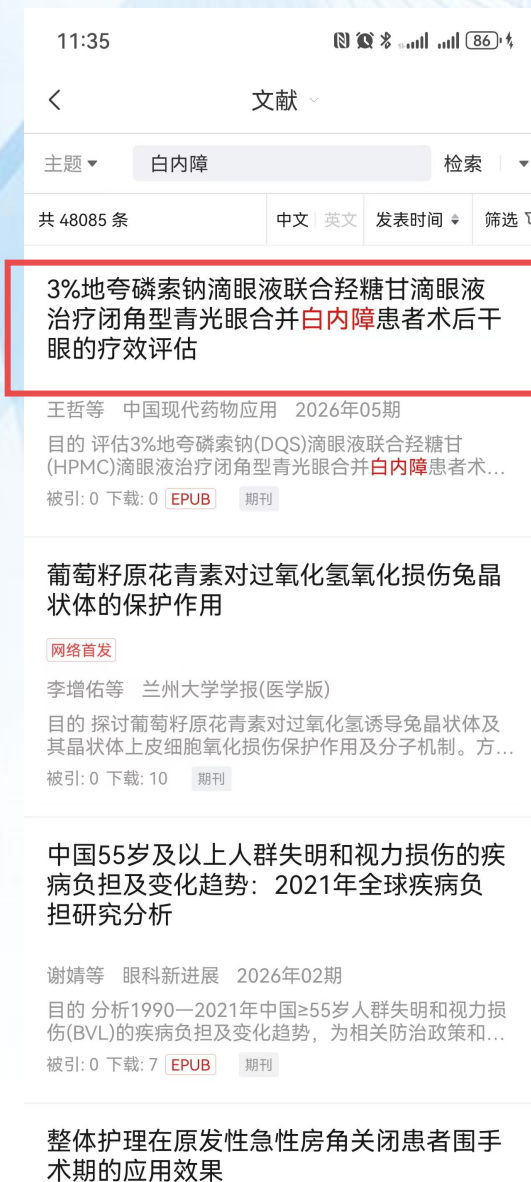 11:35
86
文献
主题
白内障
检索
共 48085 条
中文
英文
发表时间
筛选
3%地夸磷索钠滴眼液联合羟糖甘滴眼液
治疗闭角型青光眼合并白内障患者术后干
眼的疗效评估
王哲等 中国现代药物应用 2026年05期
目的 评估3%地夸磷索钠(DQS)滴眼液联合羟糖甘
(HPMC)滴眼液治疗闭角型青光眼合并白内障患者术...
被引: 0 下载: 0 EPUB 期刊
葡萄籽原花青素对过氧化氢氧化损伤兔晶
状体的保护作用
网络首发
李增佑等 兰州大学学报(医学版)
目的 探讨葡萄籽原花青素对过氧化氢诱导兔晶状体及
其晶状体上皮细胞氧化损伤保护作用及分子机制。方...
被引: 0 下载: 10 期刊
中国55岁及以上人群失明和视力损伤的疾
病负担及变化趋势：2021年全球疾病负
担研究分析
谢婧等 眼科新进展 2026年02期
目的 分析1990—2021年中国≥55岁人群失明和视力损
伤(BVL)的疾病负担及变化趋势，为相关防治政策和...
被引: 0 下载: 7 EPUB 期刊
整体护理在原发性急性房角关闭患者围手
术期的应用效果